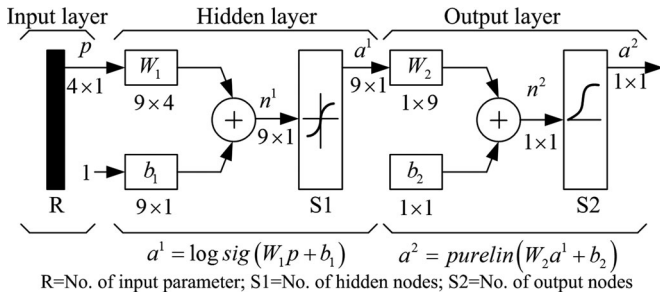 Input layer Hidden layer Output layer
p W₁ n¹ a¹ W₂ n² a²
4×1 9×4 9×1 9×1 1×9 1×1 1×1
+ +
1 b₁ b₂
R 9×1 S1 1×1 S2
a¹ = log sig (W₁p + b₁) a² = purelin (W₂a¹ + b₂)
R=No. of input parameter; S1=No. of hidden nodes; S2=No. of output nodes